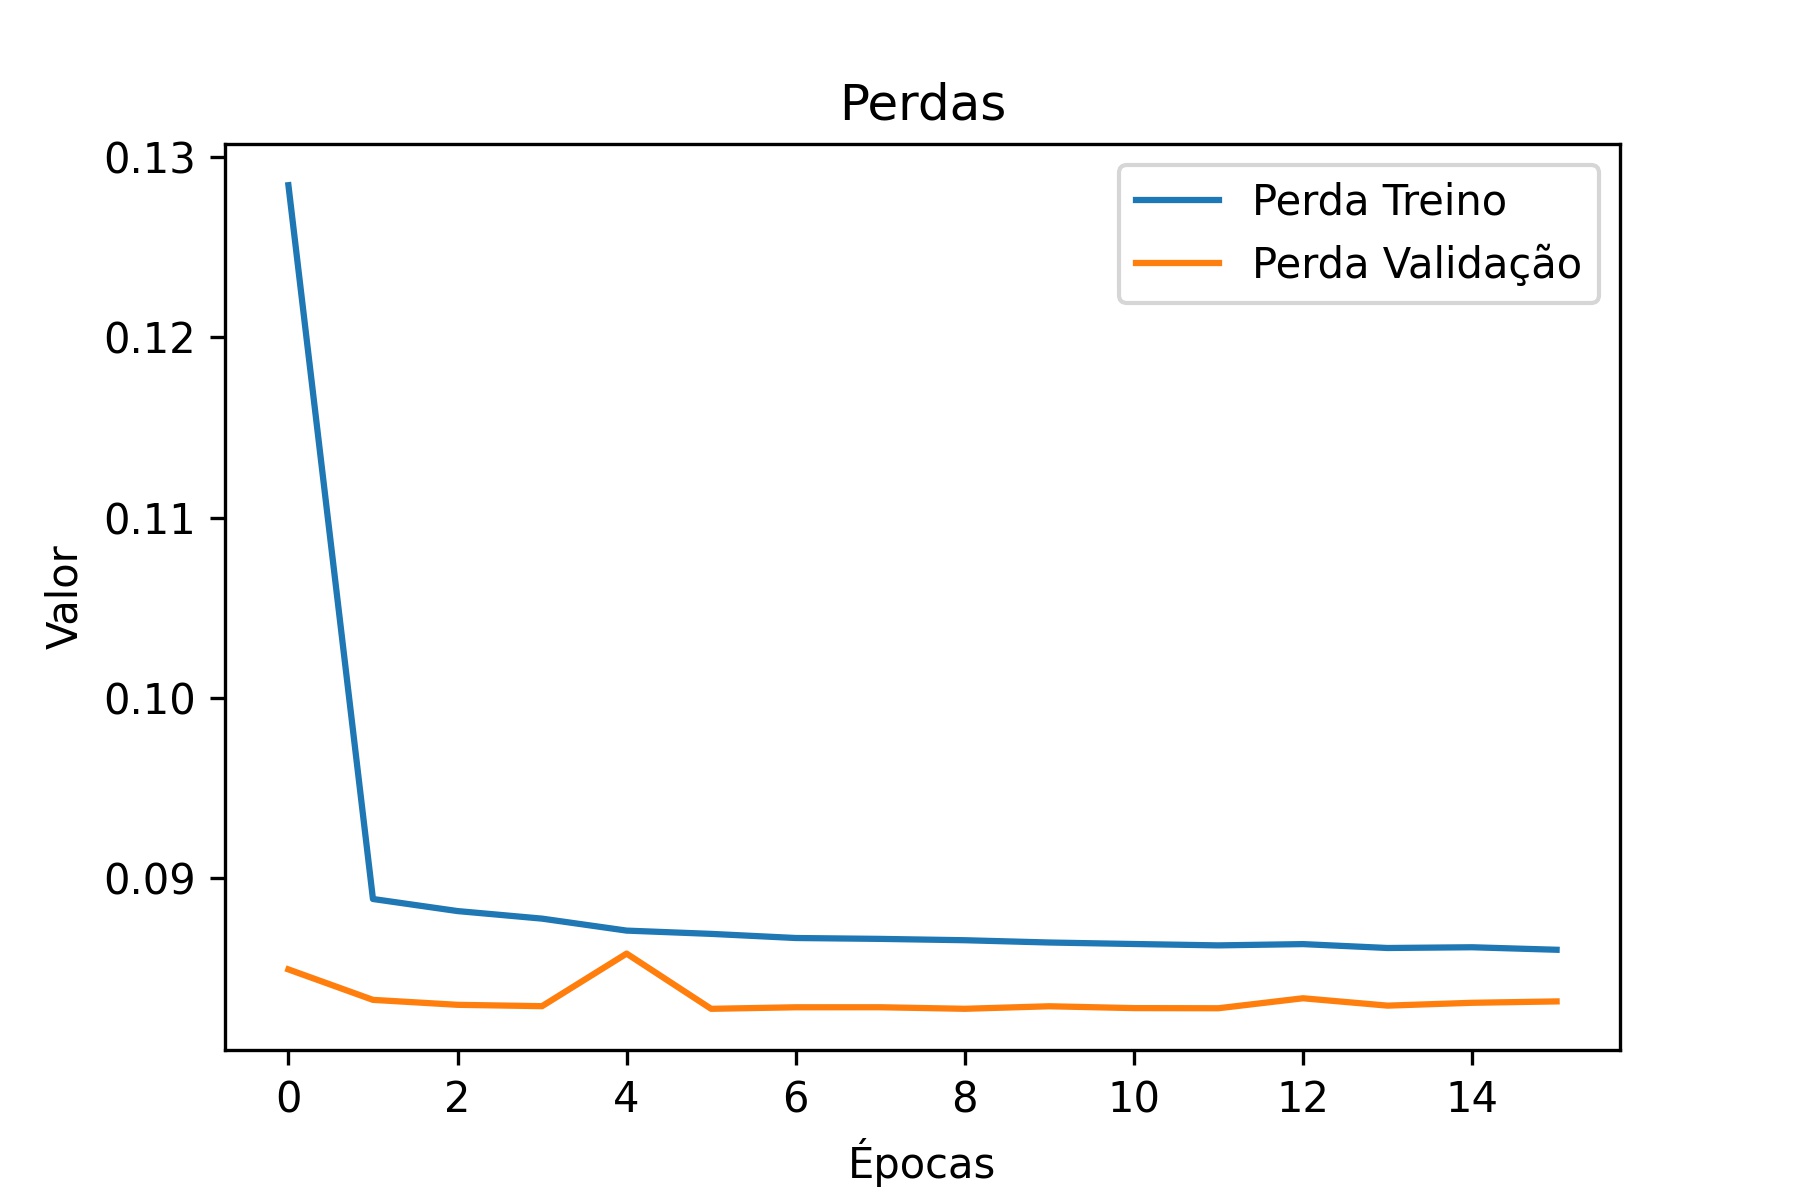 Perdas
0.13
0.12
0.11
0.10
0.09
Valor
Perda Treino
Perda Validação
0 2 4 6 8 10 12 14
Épocas